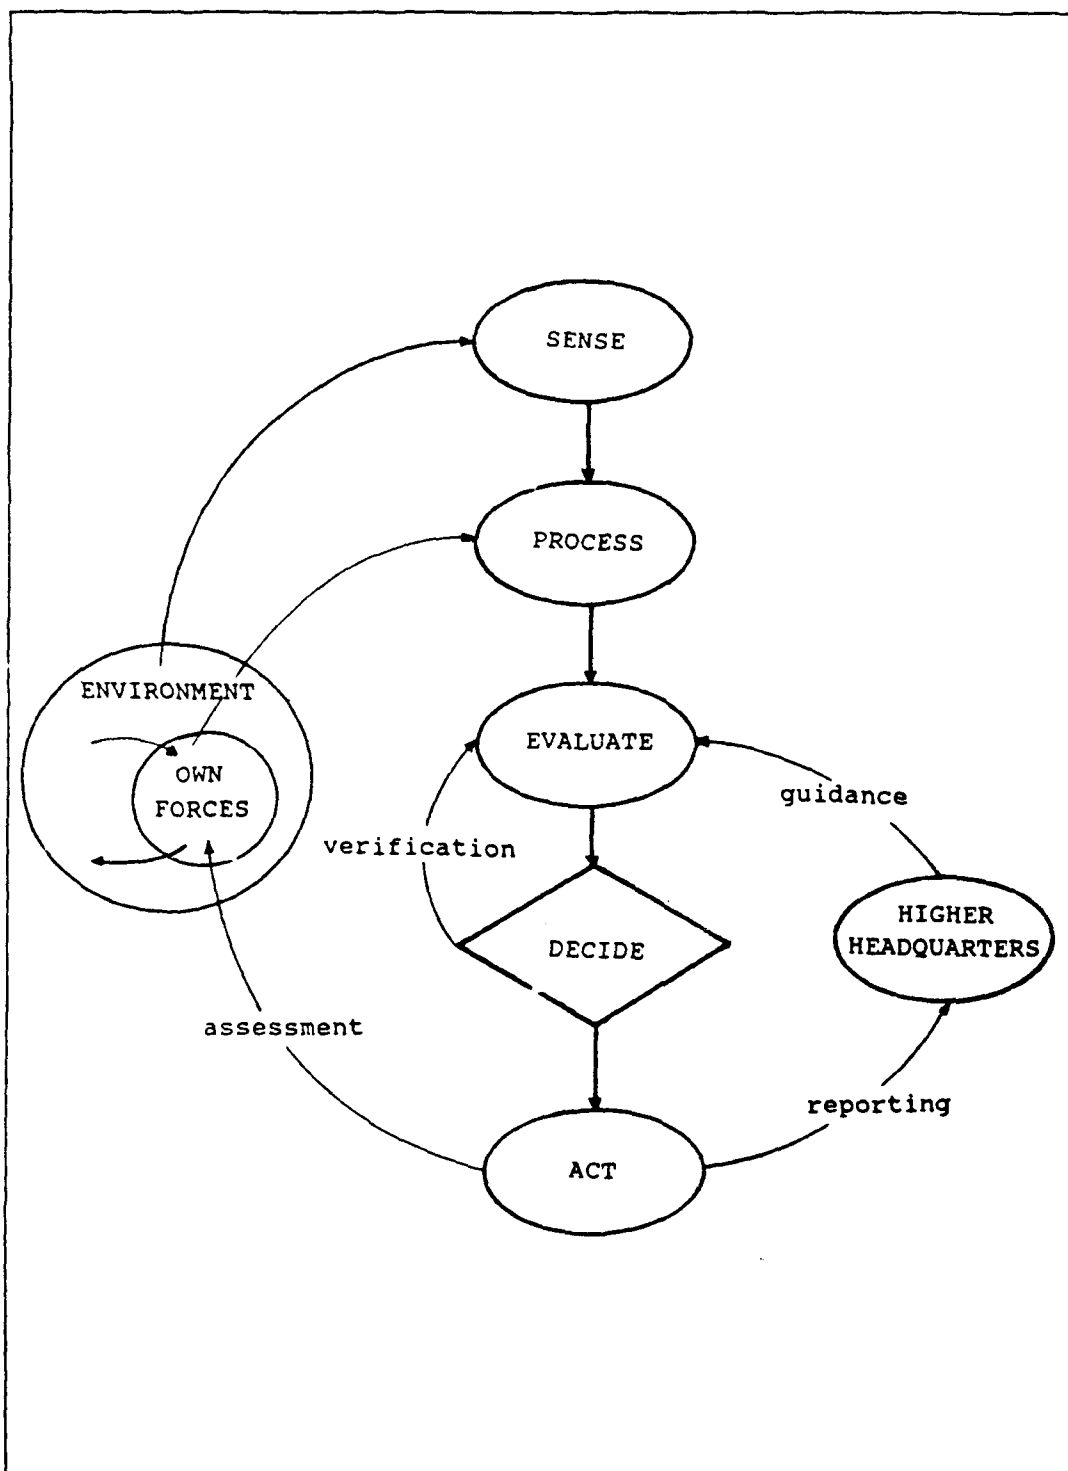 SENSE
PROCESS
ENVIRONMENT
EVALUATE
OWN
FORCES
guidance
verification
HIGHER
HEADQUARTERS
DECIDE
assessment
reporting
ACT